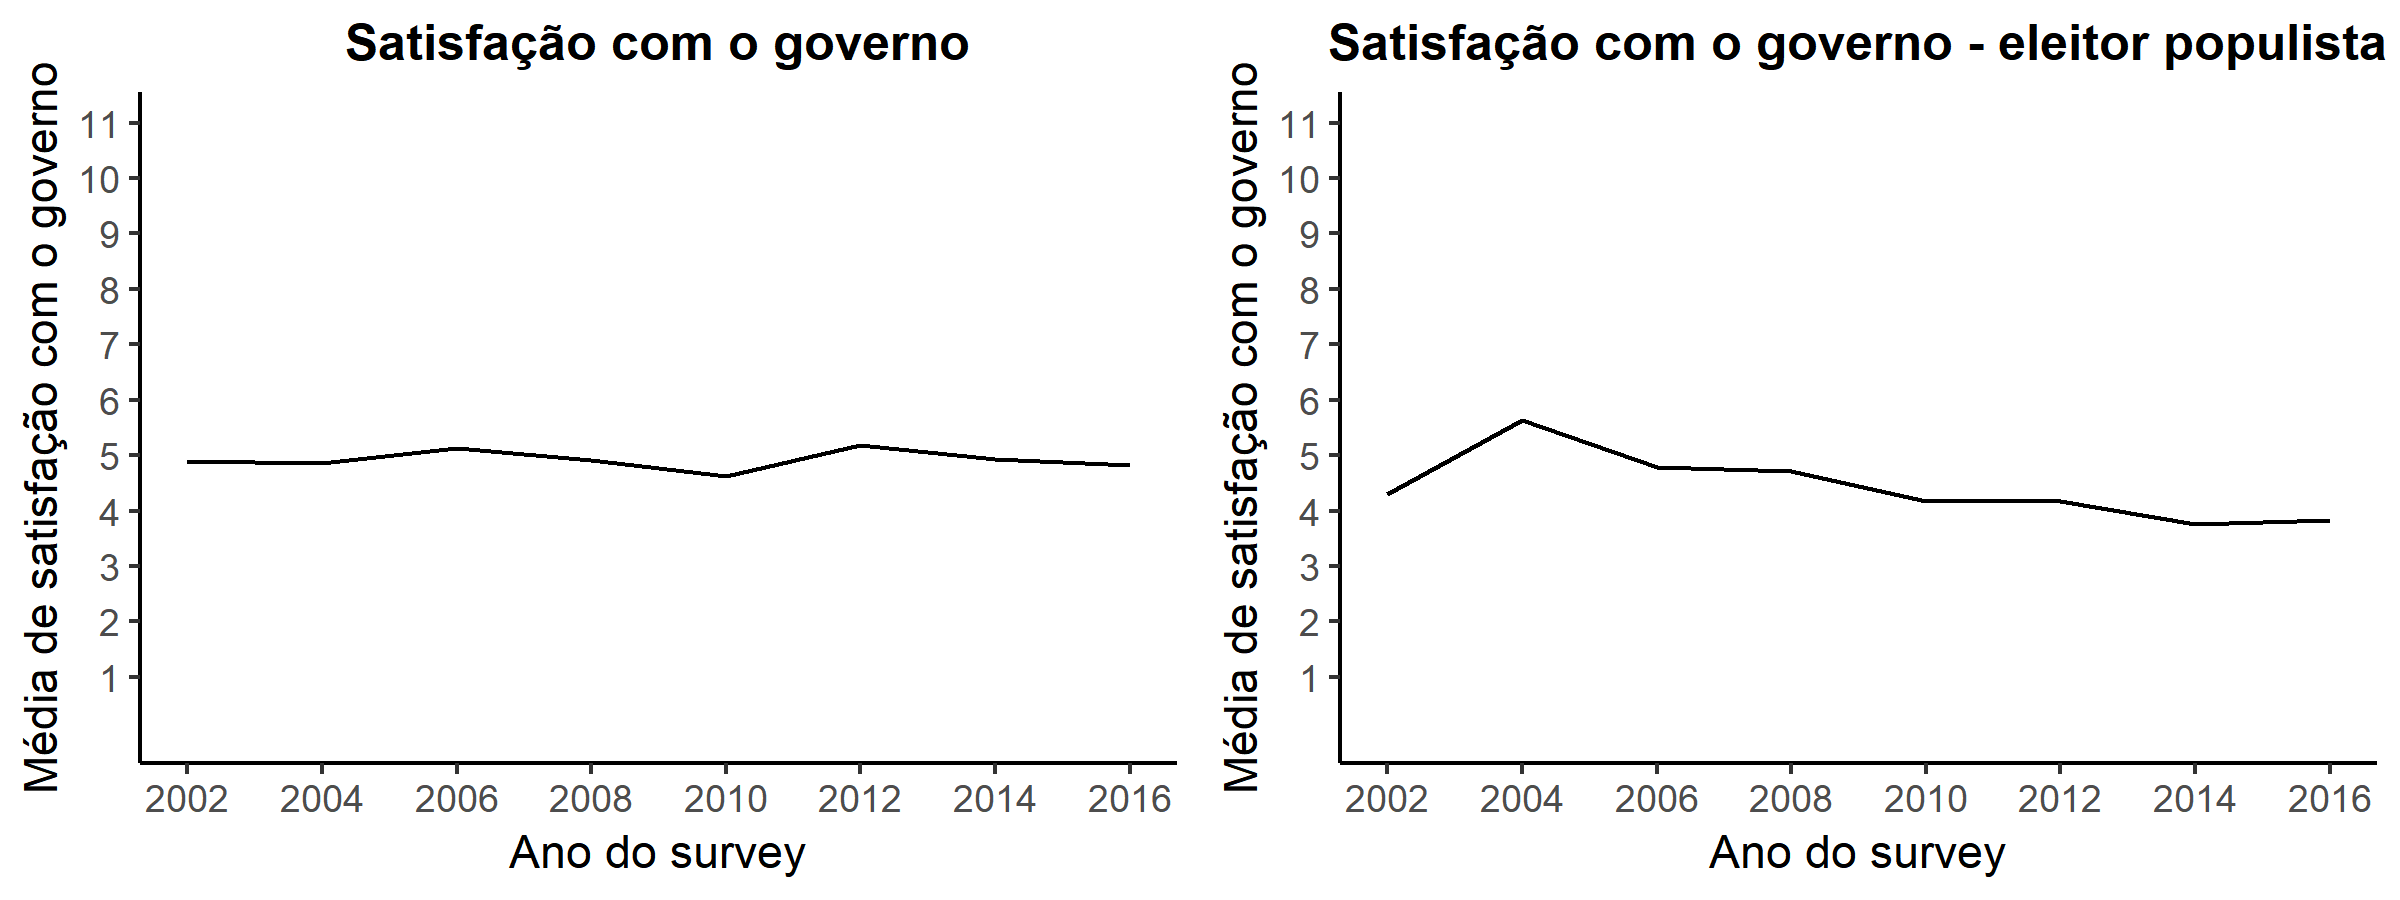 Satisfação com o governo
Média de satisfação com o governo
11
10
9
8
7
6
5
4
3
2
1
2002 2004 2006 2008 2010 2012 2014 2016
Ano do survey
Satisfação com o governo - eleitor populista
Média de satisfação com o governo
11
10
9
8
7
6
5
4
3
2
1
2002 2004 2006 2008 2010 2012 2014 2016
Ano do survey